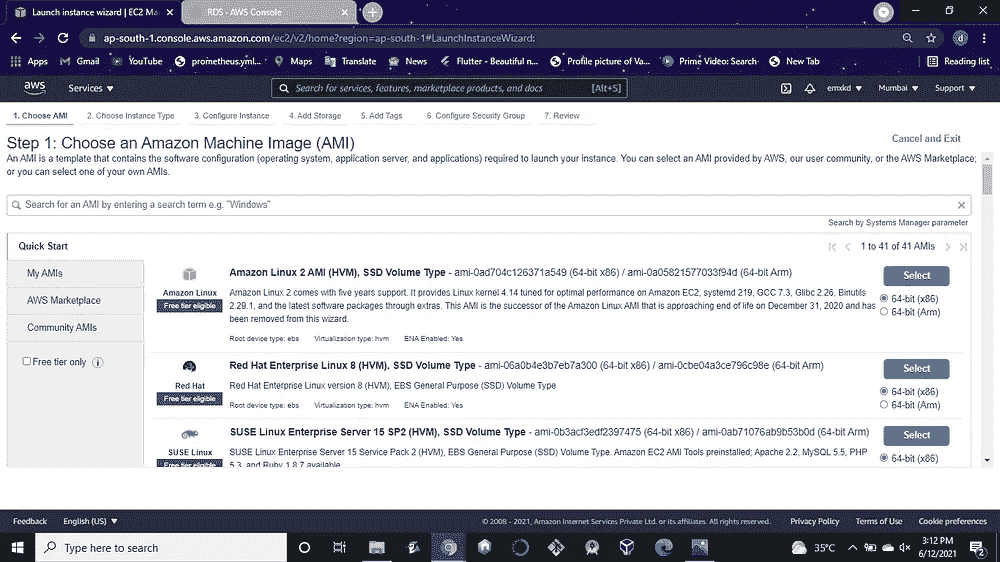 Launch instance wizard | EC2 Man
RDS - AWS Console
ap-south-1.console.aws.amazon.com/ec2/v2/home?region=ap-south-1#LaunchInstanceWizard:
Apps
Gmail
YouTube
prometheus.yml...
Maps
Translate
News
Flutter - Beautiful n...
Profile picture of Va...
Prime Video: Search
New Tab
Reading list
aws
Services
Search for services, features, marketplace products, and docs
[Alt+S]
emxkd
Mumbai
Support
1. Choose AMI
2. Choose Instance Type
3. Configure Instance
4. Add Storage
5. Add Tags
6. Configure Security Group
7. Review
Step 1: Choose an Amazon Machine Image (AMI)
Cancel and Exit
An AMI is a template that contains the software configuration (operating system, application server, and applications) required to launch your instance. You can select an AMI provided by AWS, our user community, or the AWS Marketplace;
or you can select one of your own AMIs.
Search for an AMI by entering a search term e.g. "Windows"
Search by Systems Manager parameter
Quick Start
1 to 41 of 41 AMIs
My AMIs
AWS Marketplace
Community AMIs
Free tier only
Amazon Linux
Free tier eligible
Amazon Linux 2 AMI (HVM), SSD Volume Type - ami-0ad704c126371a549 (64-bit x86) / ami-0a05821577033f94d (64-bit Arm)
Amazon Linux 2 comes with five years support. It provides Linux kernel 4.14 tuned for optimal performance on Amazon EC2, systemd 219, GCC 7.3, Glibc 2.26, Binutils
2.29.1, and the latest software packages through extras. This AMI is the successor of the Amazon Linux AMI that is approaching end of life on December 31, 2020 and has
been removed from this wizard.
Root device type: ebs
Virtualization type: hvm
ENA Enabled: Yes
Select
64-bit (x86)
64-bit (Arm)
Red Hat
Free tier eligible
Red Hat Enterprise Linux 8 (HVM), SSD Volume Type - ami-06a0b4e3b7eb7a300 (64-bit x86) / ami-0cbe04a3ce796c98e (64-bit Arm)
Red Hat Enterprise Linux version 8 (HVM), EBS General Purpose (SSD) Volume Type
Root device type: ebs
Virtualization type: hvm
ENA Enabled: Yes
Select
64-bit (x86)
64-bit (Arm)
SUSE Linux
Free tier eligible
SUSE Linux Enterprise Server 15 SP2 (HVM), SSD Volume Type - ami-0b3acf3edf2397475 (64-bit x86) / ami-0ab71076ab9b53b0d (64-bit Arm)
SUSE Linux Enterprise Server 15 Service Pack 2 (HVM), EBS General Purpose (SSD) Volume Type. Amazon EC2 AMI Tools preinstalled; Apache 2.2, MySQL 5.5, PHP
5.3, and Ruby 1.8.7 available
Select
64-bit (x86)
Feedback
English (US)
© 2008 - 2021, Amazon Internet Services Private Ltd. or its affiliates. All rights reserved.
Privacy Policy
Terms of Use
Cookie preferences
Type here to search
35°C
3:12 PM
6/12/2021
2